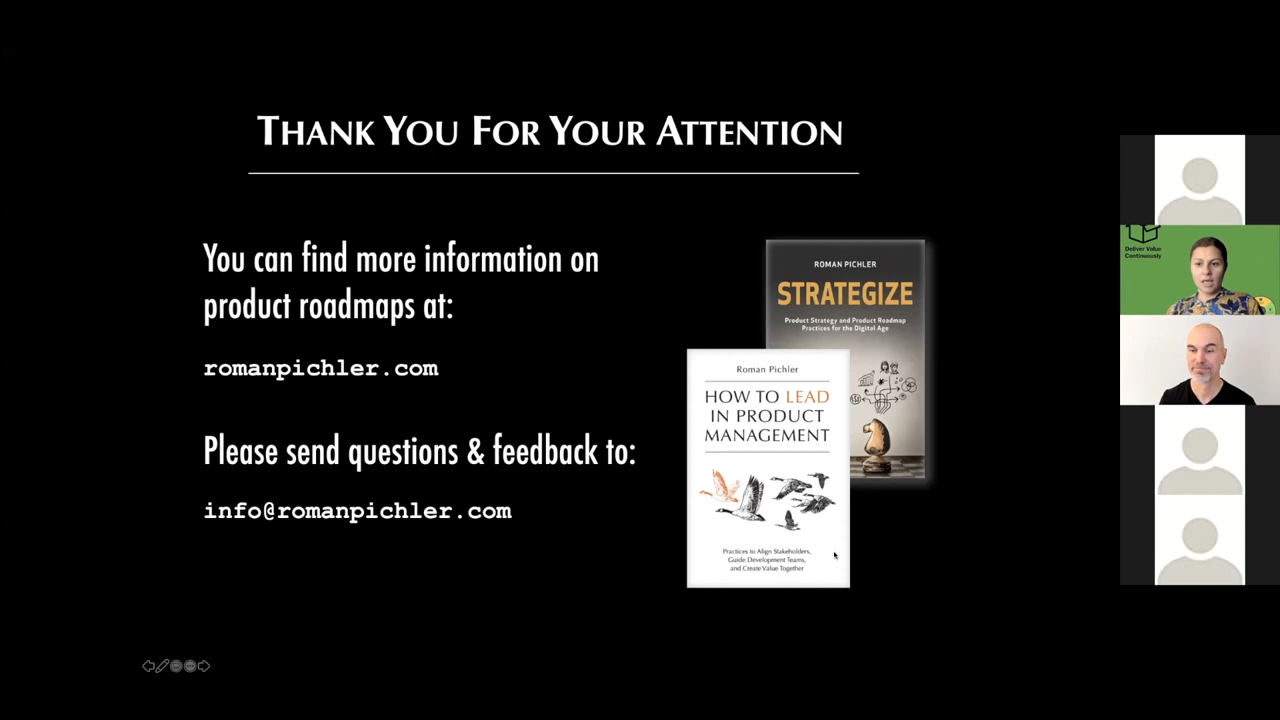 THANK YOU FOR YOUR ATTENTION
You can find more information on
product roadmaps at:
romanpichler.com
Please send questions & feedback to:
info@romanpichler.com
ROMAN PICHLER
STRATEGIZE
Product Strategy and Product Roadmap
Practices for the Digital Age
Roman Pichler
HOW TO LEAD
IN PRODUCT
MANAGEMENT
Practices to Align Stakeholders,
Guide Development Teams,
and Create Value Together
Deliver Value
Continuously